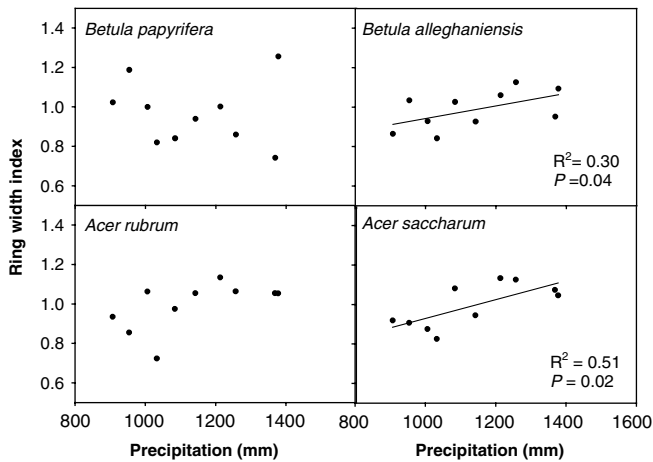 Betula papyrifera
Betula alleghaniensis
1.4
1.2
1.0
0.8
0.6
R²= 0.30
P =0.04
Ring width index
Acer rubrum
Acer saccharum
1.4
1.2
1.0
0.8
0.6
R² = 0.51
P = 0.02
800 1000 1200 1400 800 1000 1200 1400 1600
Precipitation (mm) Precipitation (mm)